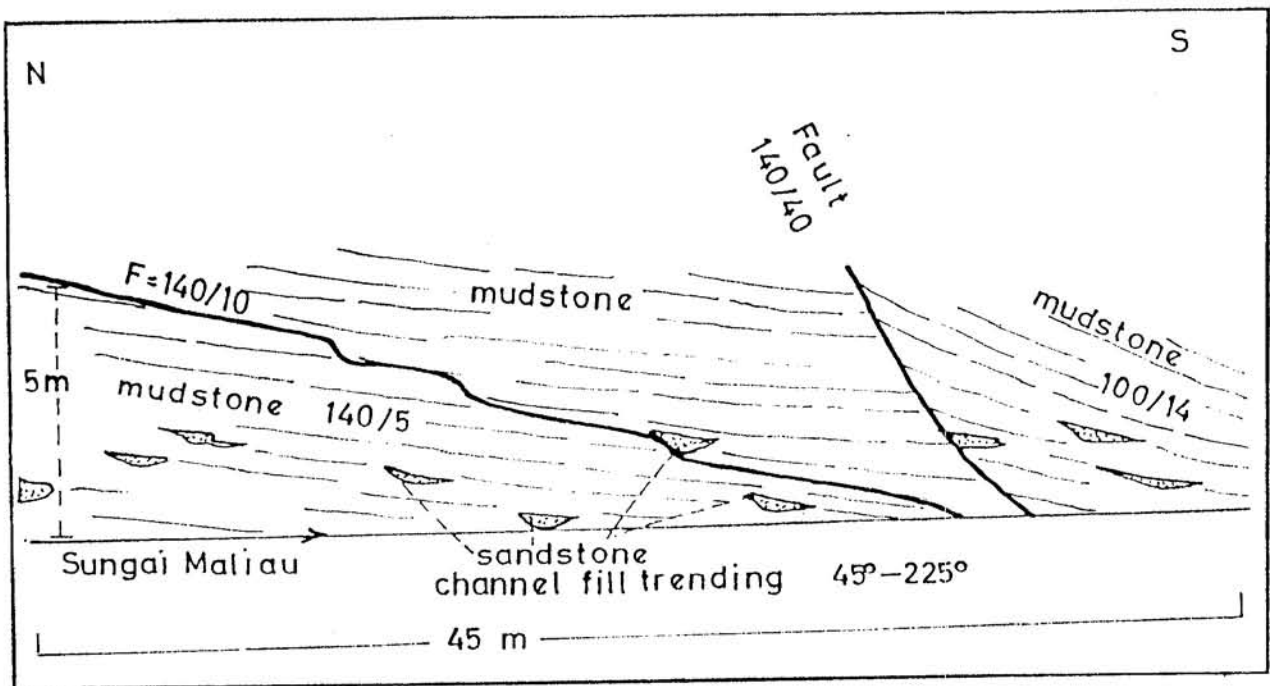 N
S
Fault
140/40
F=140/10
mudstone
mudstone
100/14
5m
mudstone 140/5
Sungai Maliau
sandstone
channel fill trending 45°-225°
45 m